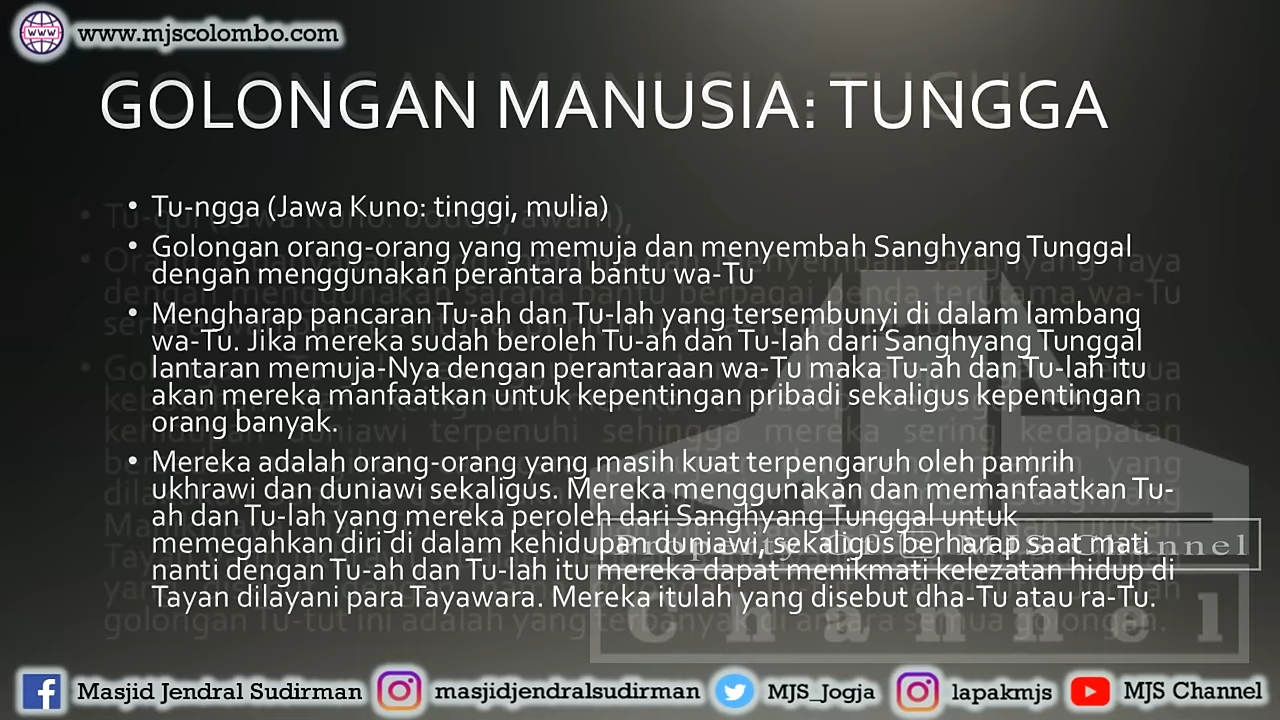 www.mjscolombo.com
GOLONGAN MANUSIA: TUNGGA
• Tu-ngga (Jawa Kuno: tinggi, mulia)
• Golongan orang-orang yang memuja dan menyembah Sanghyang Tunggal
dengan menggunakan perantara bantu wa-Tu
• Mengharap pancaran Tu-ah dan Tu-lah yang tersembunyi di dalam lambang
wa-Tu. Jika mereka sudah beroleh Tu-ah dan Tu-lah dari Sanghyang Tunggal
lantaran memuja-Nya dengan perantaraan wa-Tu maka Tu-ah dan Tu-lah itu
akan mereka manfaatkan untuk kepentingan pribadi sekaligus kepentingan
orang banyak.
• Mereka adalah orang-orang yang masih kuat terpengaruh oleh pamrih
ukhrawi dan duniawi sekaligus. Mereka menggunakan dan memanfaatkan Tu-
ah dan Tu-lah yang mereka peroleh dari Sanghyang Tunggal untuk
memegahkan diri di dalam kehidupan duniawi, sekaligus berharap saat mati
nanti dengan Tu-ah dan Tu-lah itu mereka dapat menikmati kelezatan hidup di
Tayan dilayani para Tayawara. Mereka itulah yang disebut dha-Tu atau ra-Tu.
Property Of © MJS Channel
Channel
Masjid Jendral Sudirman
masjidjendralsudirman
MJS_Jogja
lapakmjs
MJS Channel